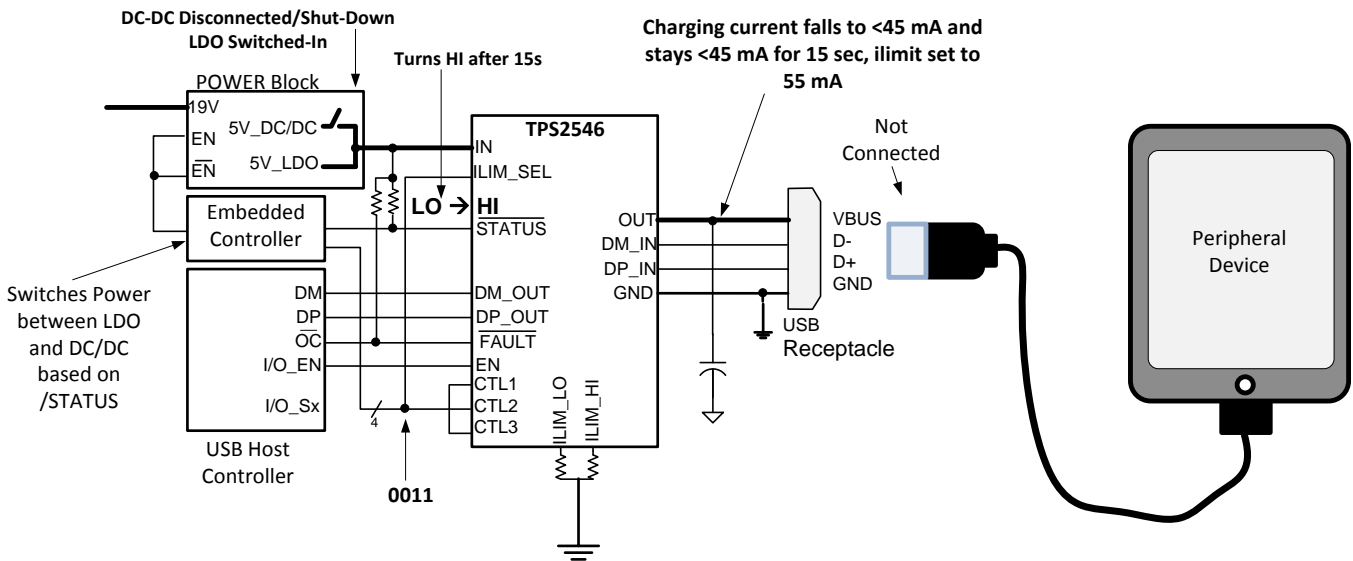 DC-DC Disconnected/Shut-Down
LDO Switched-In
Turns HI after 15s
Charging current falls to <45 mA and
stays <45 mA for 15 sec, ilimit set to
55 mA
POWER Block
19V
EN
EN
5V_DC/DC
5V_LDO
Embedded
Controller
Switches Power
between LDO
and DC/DC
based on
/STATUS
DM
DP
OC
I/O_EN
I/O_Sx
USB Host
Controller
4
0011
LO → HI
TPS2546
IN
ILIM_SEL
STATUS
DM_OUT
DP_OUT
FAULT
EN
CTL1
CTL2
CTL3
ILIM_LO
ILIM_HI
OUT
DM_IN
DP_IN
GND
VBUS
D-
D+
GND
USB
Receptacle
Not
Connected
Peripheral
Device